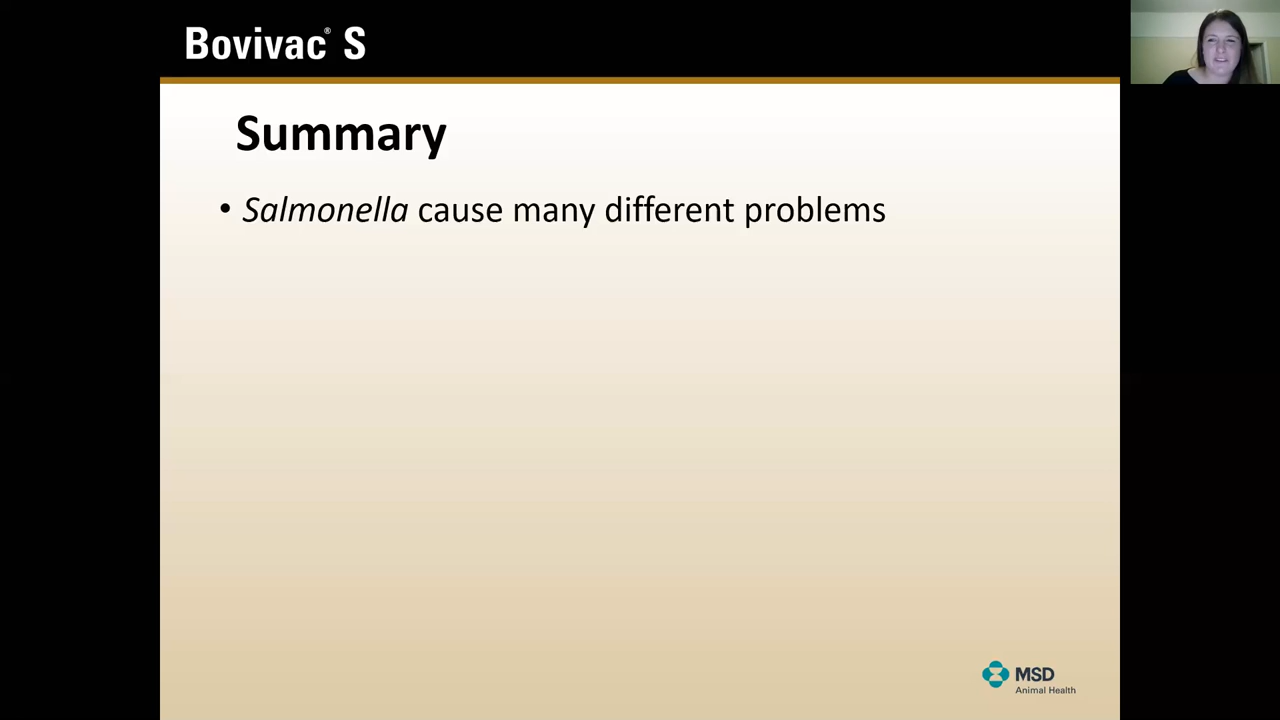 Bovivac® S
Summary
• Salmonella cause many different problems
MSD
Animal Health